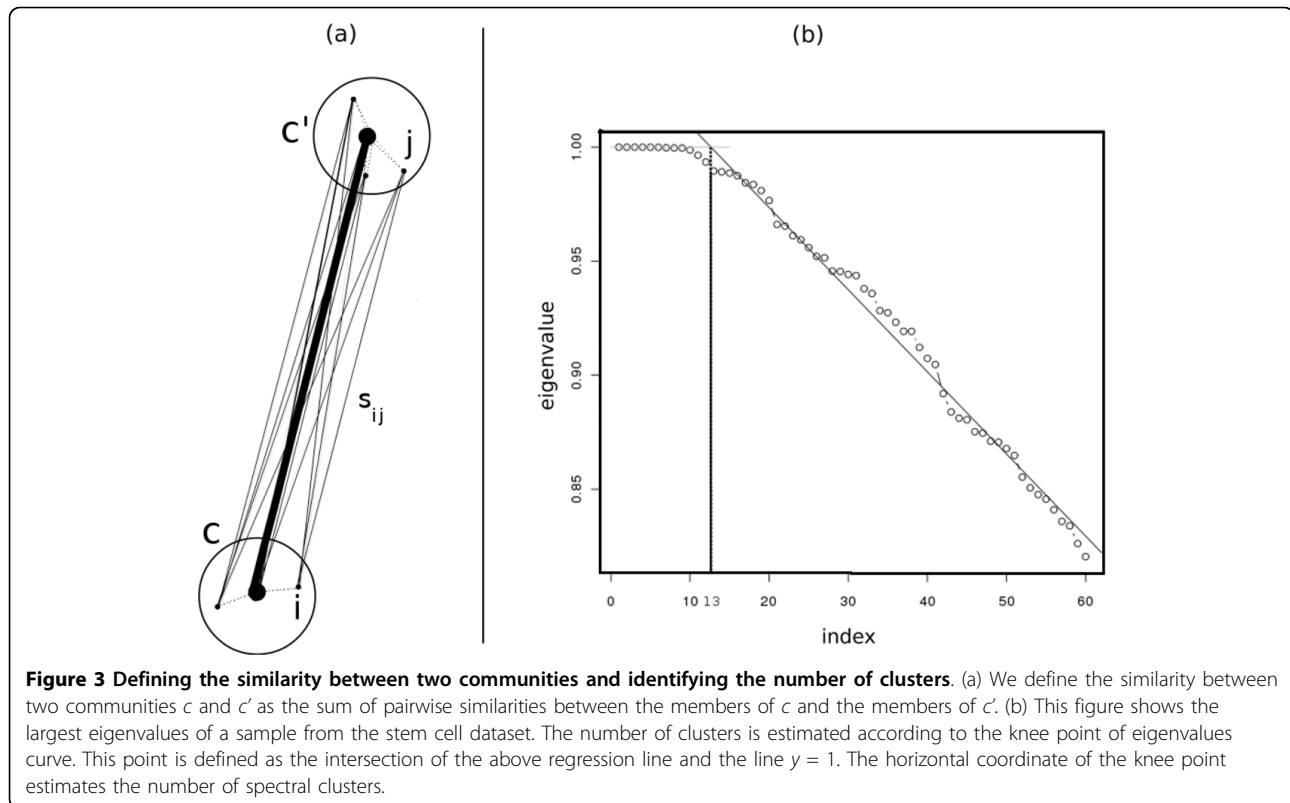 (a)
(b)
c'
j
s_ij
c
i
1.00
0.95
0.90
0.85
eigenvalue
0 10 13 20 30 40 50 60
index
Figure 3 Defining the similarity between two communities and identifying the number of clusters. (a) We define the similarity between
two communities c and c' as the sum of pairwise similarities between the members of c and the members of c'. (b) This figure shows the
largest eigenvalues of a sample from the stem cell dataset. The number of clusters is estimated according to the knee point of eigenvalues
curve. This point is defined as the intersection of the above regression line and the line y = 1. The horizontal coordinate of the knee point
estimates the number of spectral clusters.